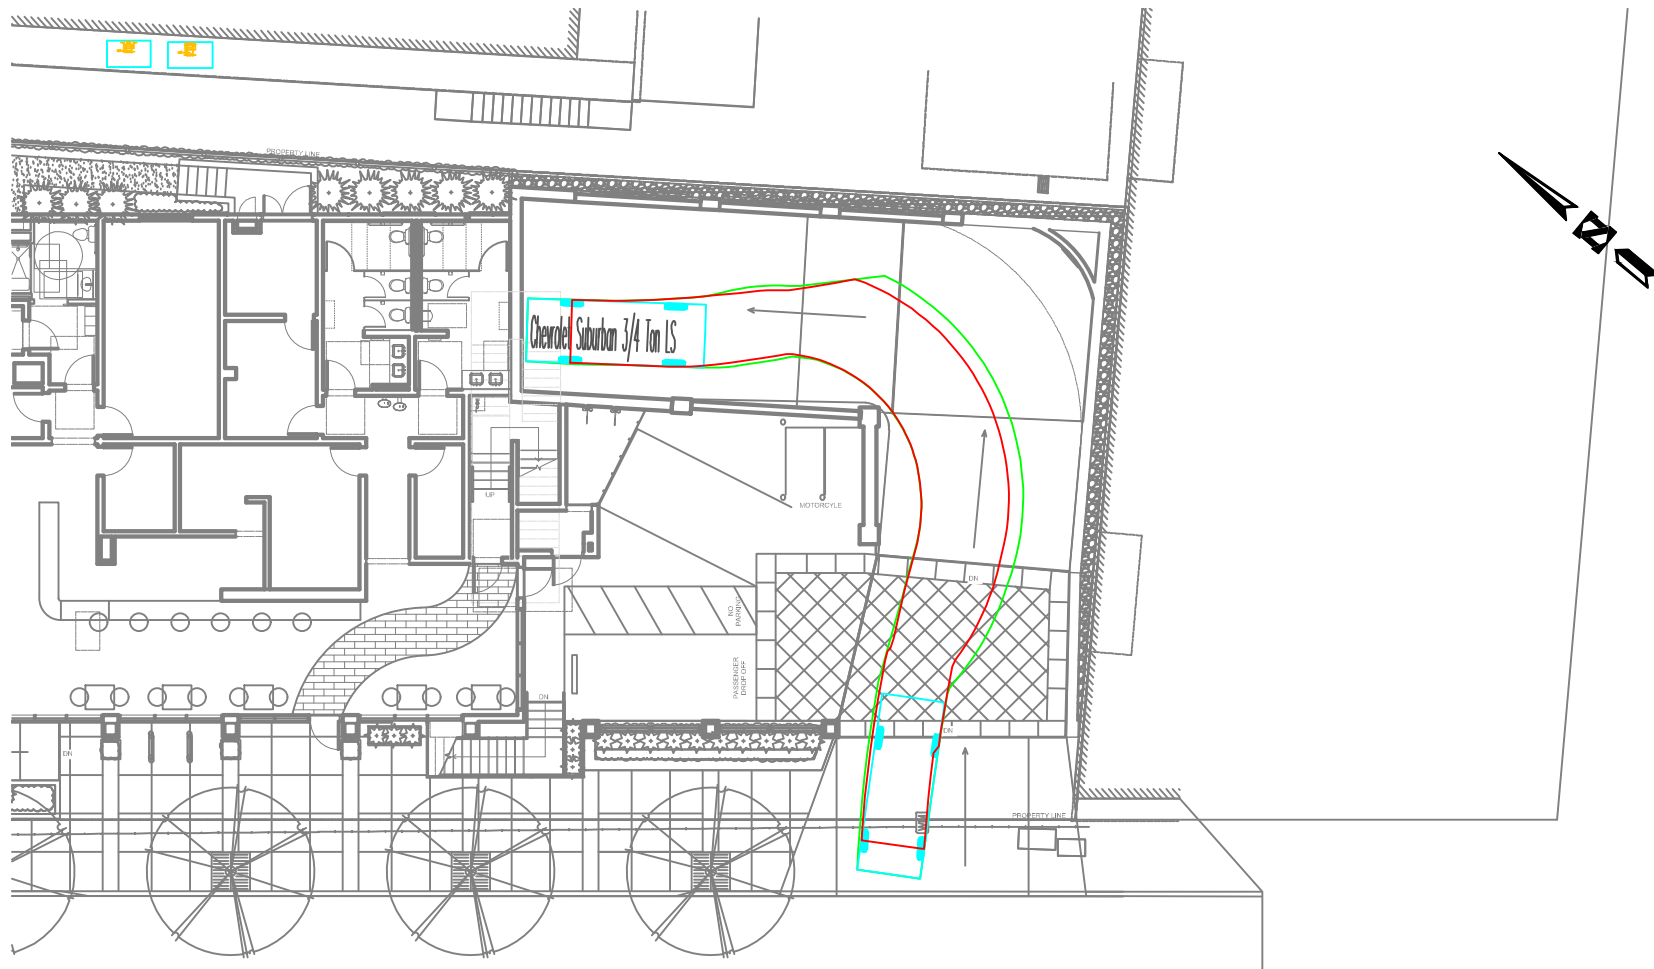 PROPERTY LINE
N
Chevrolet Suburban 3/4 Ton LS
UP
MOTORCYLE
DN
NO
PARKING
PASSENGER
DROP OFF
DN
DN
DN
WM
PROPERTY LINE